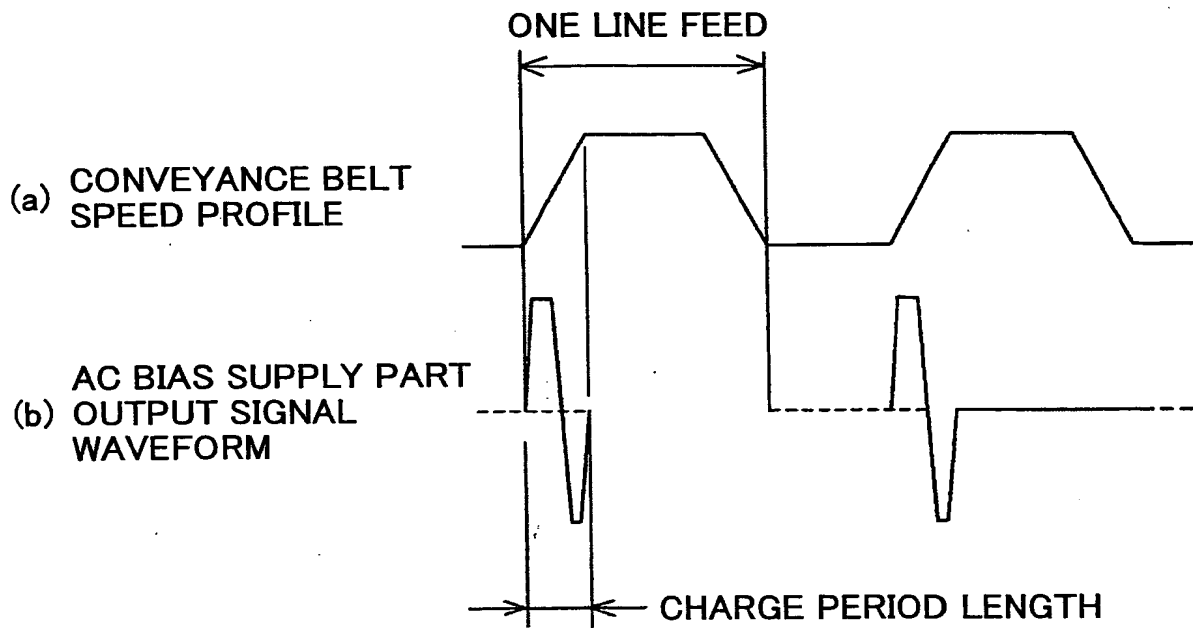 ONE LINE FEED
(a) CONVEYANCE BELT
SPEED PROFILE
AC BIAS SUPPLY PART
(b) OUTPUT SIGNAL
WAVEFORM
CHARGE PERIOD LENGTH